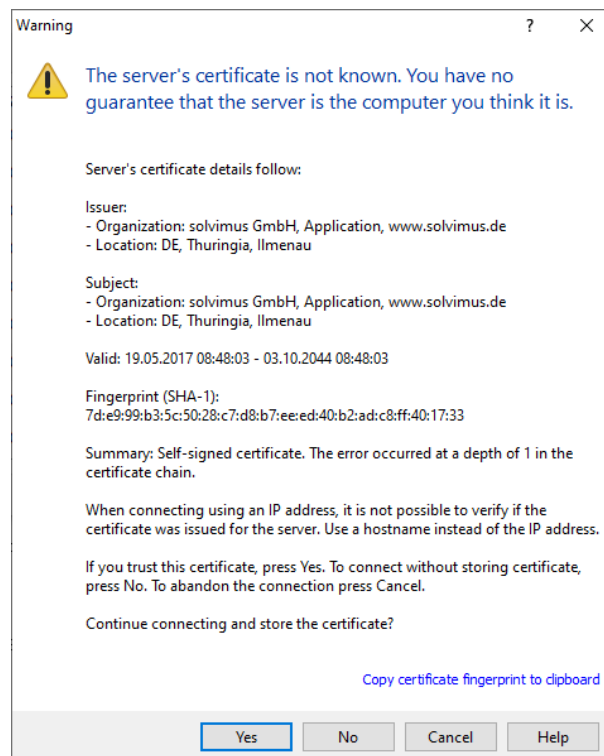 Warning
?
The server's certificate is not known. You have no
guarantee that the server is the computer you think it is.
Server's certificate details follow:
Issuer:
- Organization: solvimus GmbH, Application, www.solvimus.de
- Location: DE, Thuringia, Ilmenau
Subject:
- Organization: solvimus GmbH, Application, www.solvimus.de
- Location: DE, Thuringia, Ilmenau
Valid: 19.05.2017 08:48:03 - 03.10.2044 08:48:03
Fingerprint (SHA-1):
7d:e9:99:b3:5c:50:28:c7:d8:b7:ee:ed:40:b2:ad:c8:ff:40:17:33
Summary: Self-signed certificate. The error occurred at a depth of 1 in the
certificate chain.
When connecting using an IP address, it is not possible to verify if the
certificate was issued for the server. Use a hostname instead of the IP address.
If you trust this certificate, press Yes. To connect without storing certificate,
press No. To abandon the connection press Cancel.
Continue connecting and store the certificate?
Copy certificate fingerprint to clipboard
Yes
No
Cancel
Help